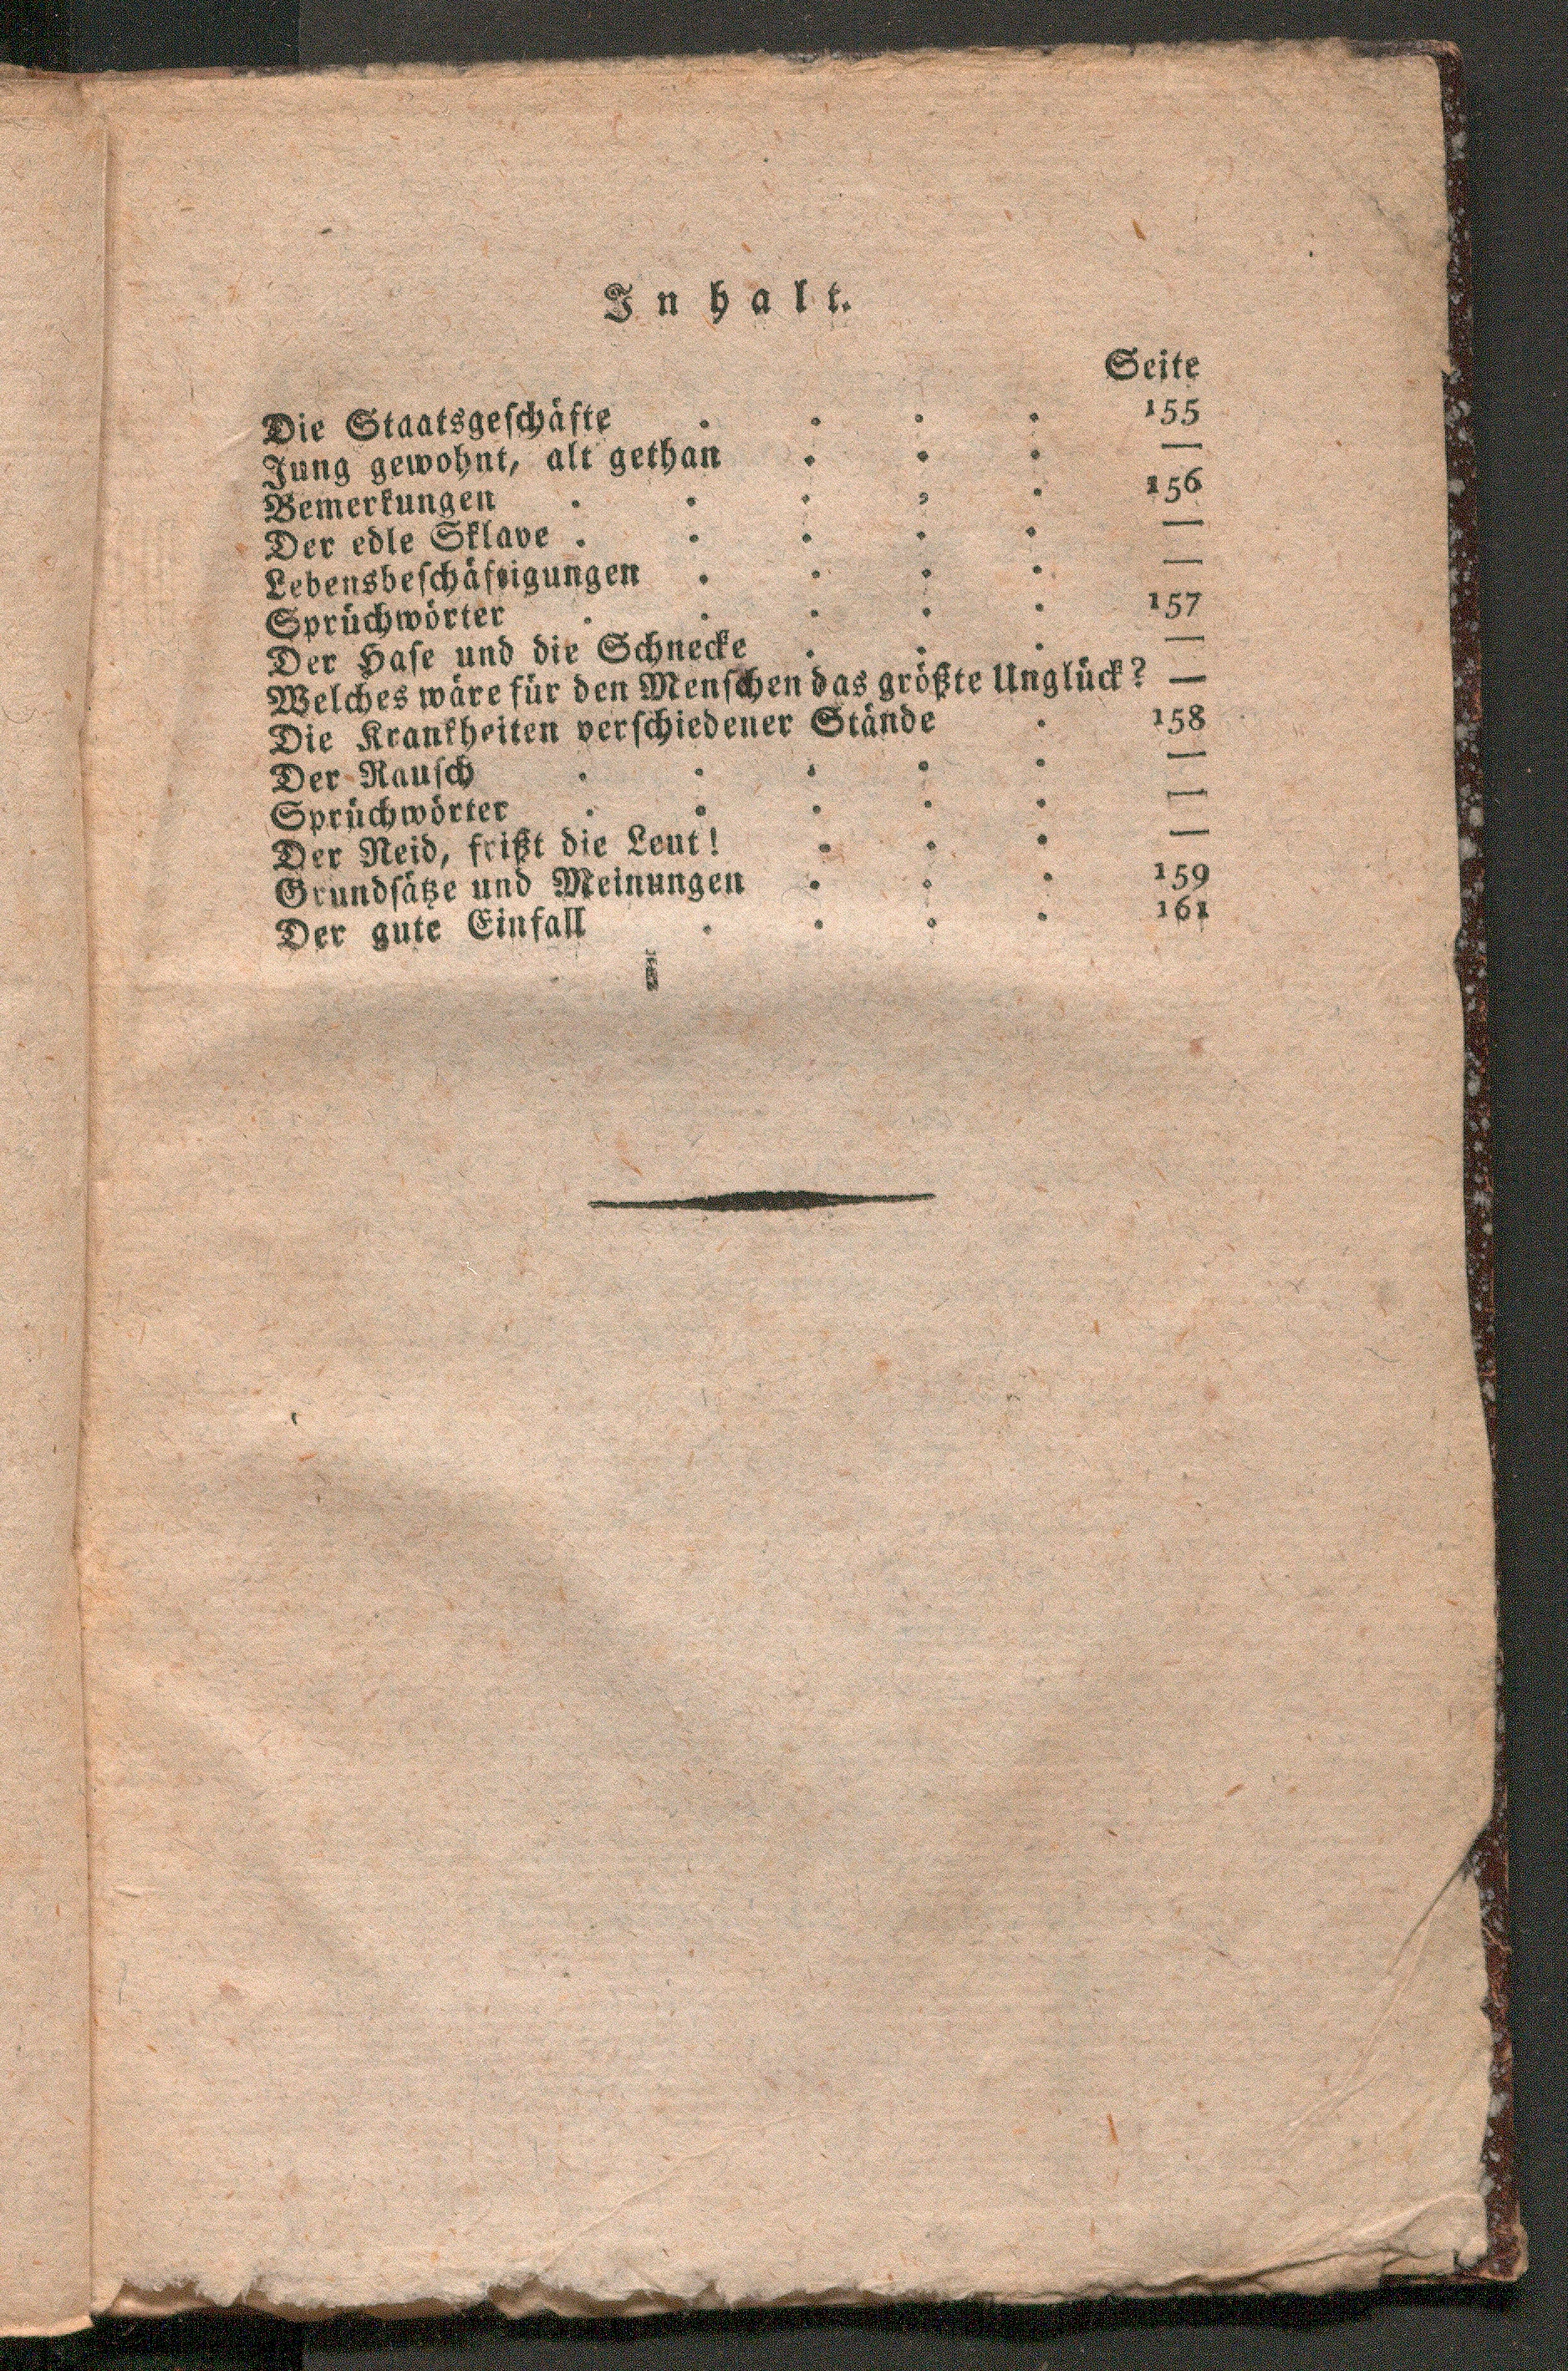 Inhalt.
Seite
Die Staatsgeschäfte . . . . 155
Jung gewohnt, alt gethan . . . —
Bemerkungen . . . . . 156
Der edle Sklave . . . . . —
Lebensbeschäftigungen . . . . —
Sprüchwörter . . . . . 157
Der Hase und die Schnecke . . . —
Welches wäre für den Menschen das größte Unglück? —
Die Krankheiten verschiedener Stände . 158
Der Rausch . . . . . —
Sprüchwörter . . . . . —
Der Neid, frißt die Leut! . . . —
Grundsätze und Meinungen . . . 159
Der gute Einfall . . . . 161